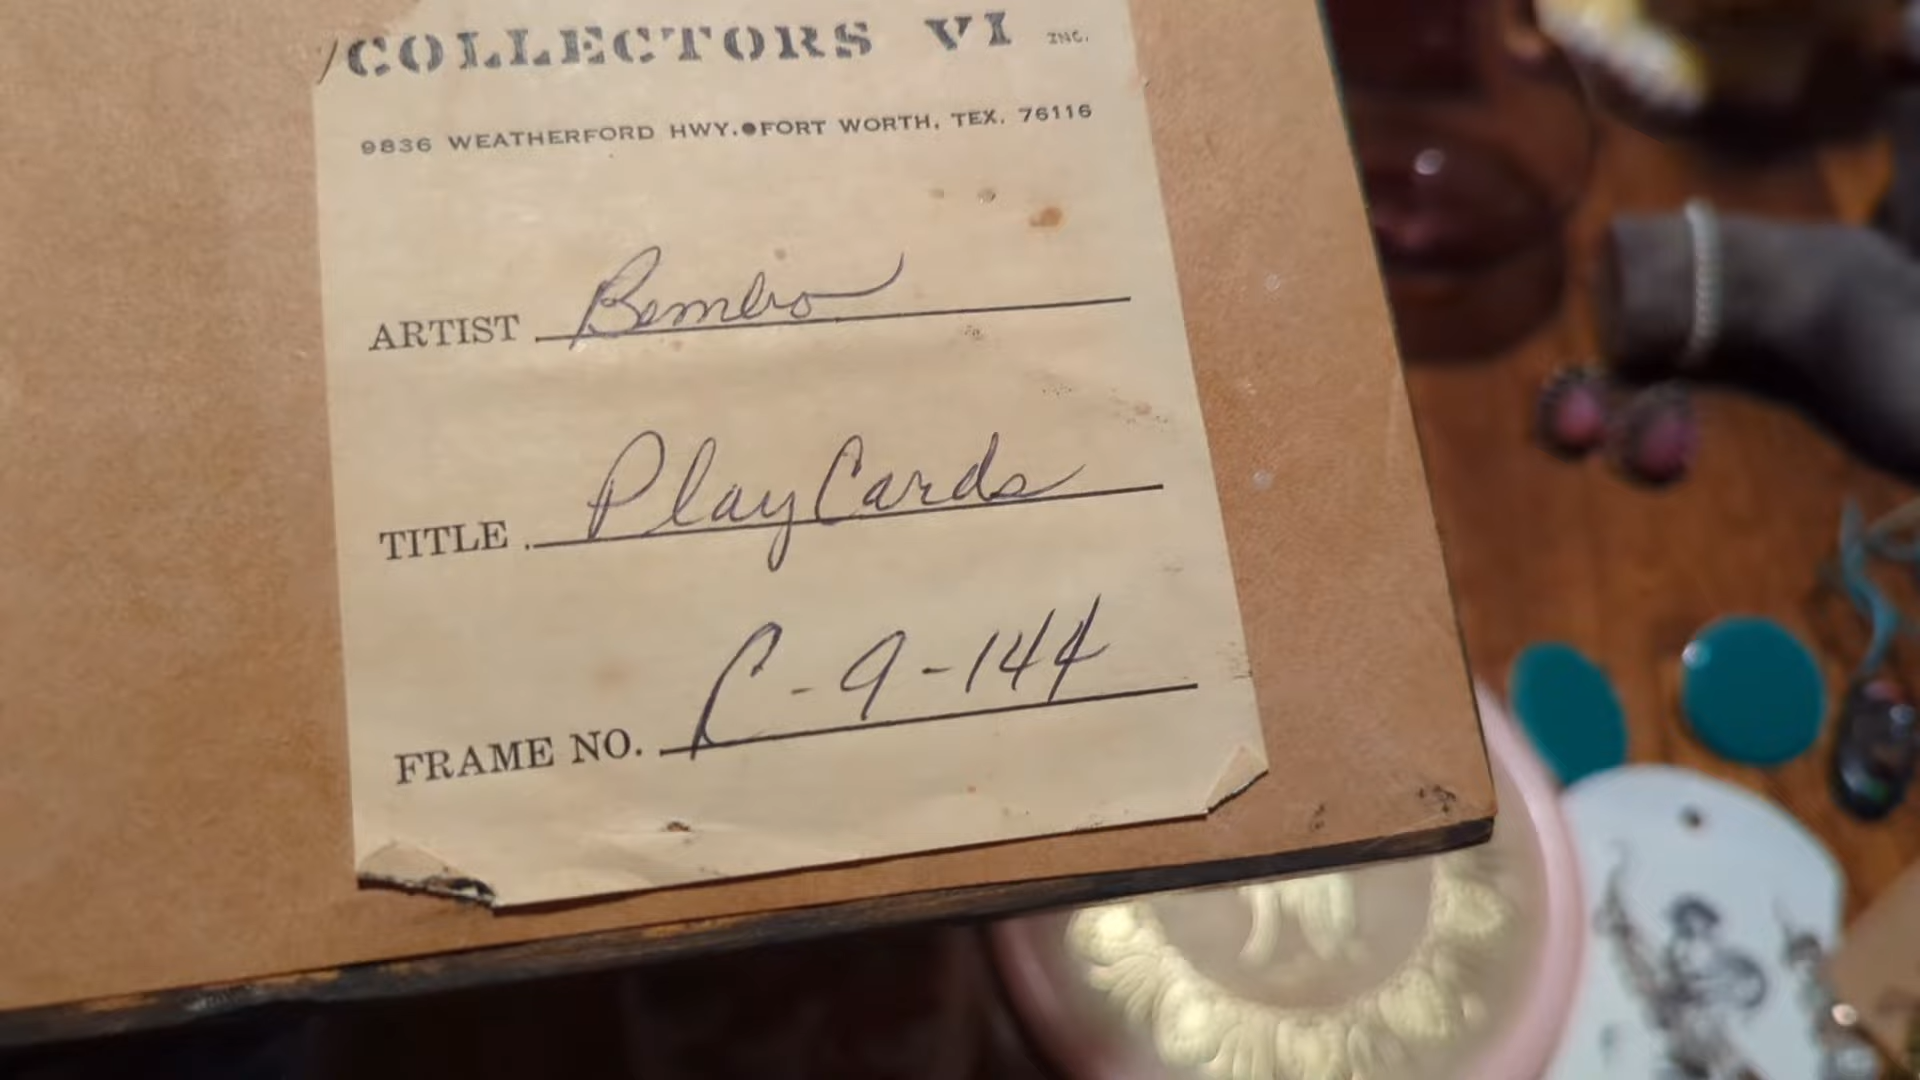 COLLECTORS VI INC.
9836 WEATHERFORD HWY.●FORT WORTH, TEX. 76116
ARTIST Bembo
TITLE Play Cards
FRAME NO. C-9-144